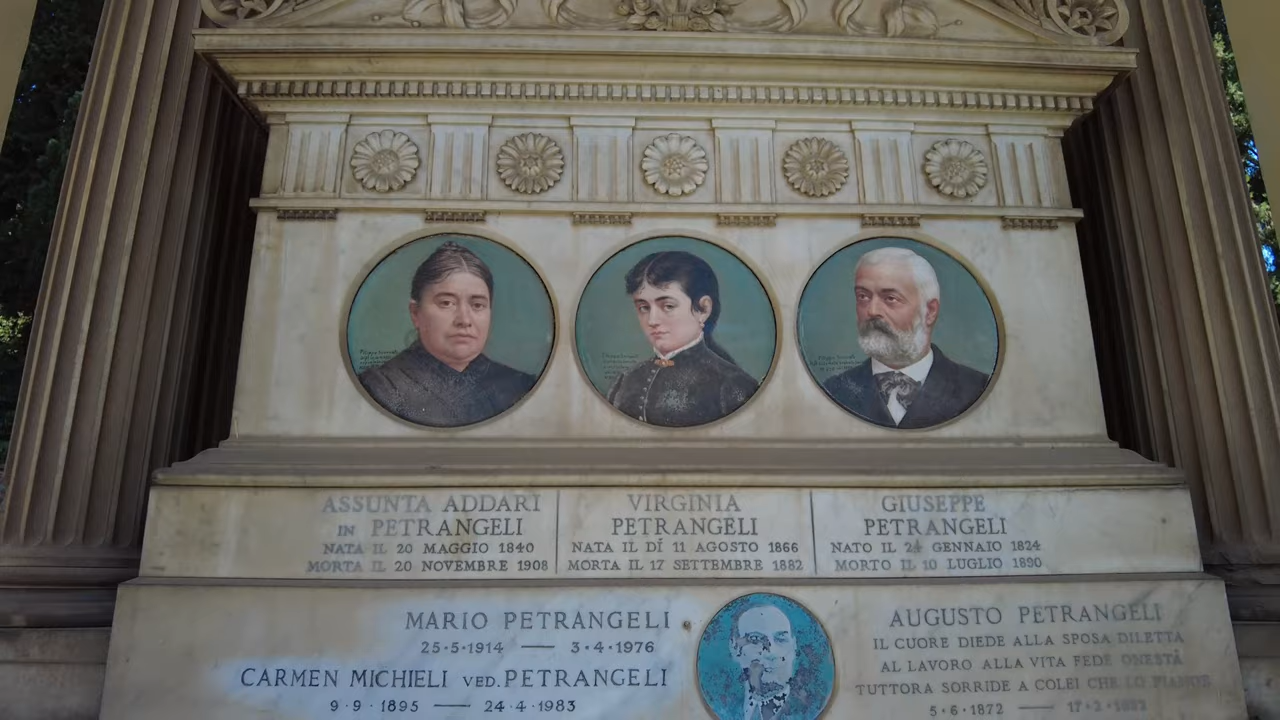 ASSUNTA ADDARI
IN PETRANGELI
NATA IL 20 MAGGIO 1840
MORTA IL 20 NOVEMBRE 1908
VIRGINIA
PETRANGELI
NATA IL DÌ 11 AGOSTO 1866
MORTA IL 17 SETTEMBRE 1882
GIUSEPPE
PETRANGELI
NATO IL 24 GENNAIO 1824
MORTO IL 10 LUGLIO 1890
MARIO PETRANGELI
25·5·1914 — 3·4·1976
CARMEN MICHIELI VED. PETRANGELI
9·9·1895 — 24·4·1983
AUGUSTO PETRANGELI
IL CUORE DIEDE ALLA SPOSA DILETTA
AL LAVORO ALLA VITA FEDE ONESTÀ
TUTTORA SORRIDE A COLEI CHE LO PIANGE
5·6·1872 —